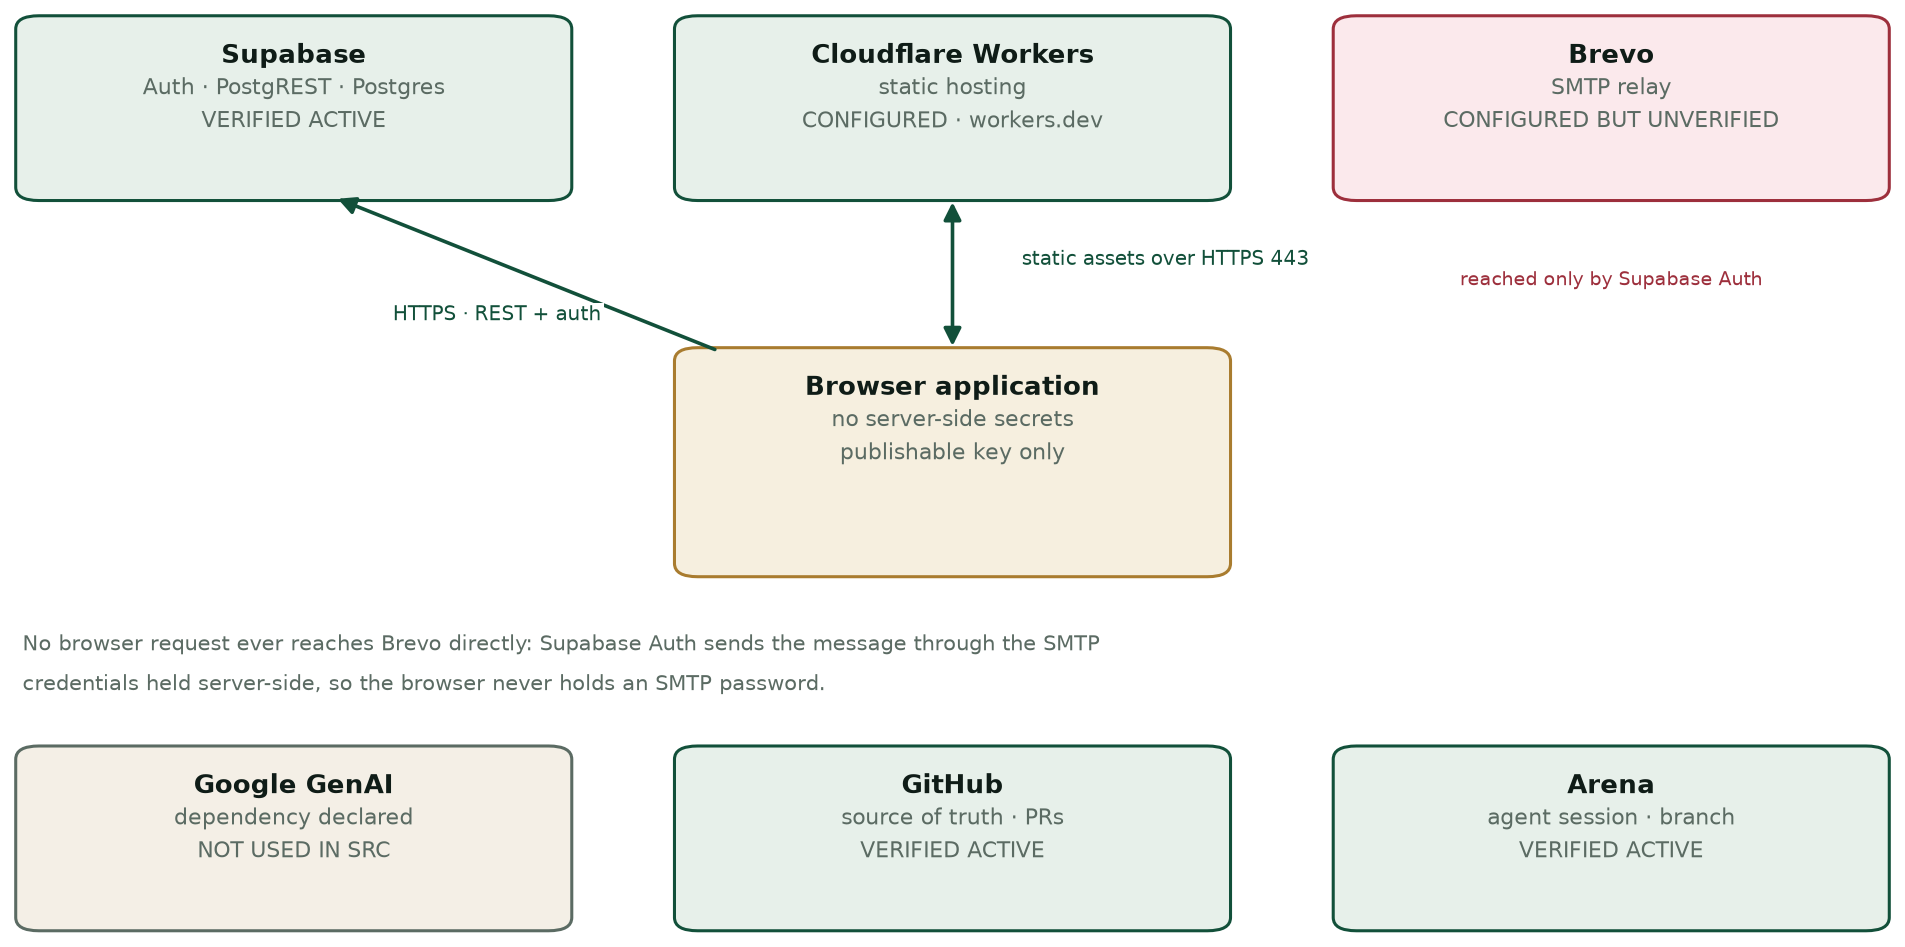 Supabase
Auth · PostgREST · Postgres
VERIFIED ACTIVE
Cloudflare Workers
static hosting
CONFIGURED · workers.dev
Brevo
SMTP relay
CONFIGURED BUT UNVERIFIED
static assets over HTTPS 443
reached only by Supabase Auth
HTTPS · REST + auth
Browser application
no server-side secrets
publishable key only
No browser request ever reaches Brevo directly: Supabase Auth sends the message through the SMTP
credentials held server-side, so the browser never holds an SMTP password.
Google GenAI
dependency declared
NOT USED IN SRC
GitHub
source of truth · PRs
VERIFIED ACTIVE
Arena
agent session · branch
VERIFIED ACTIVE